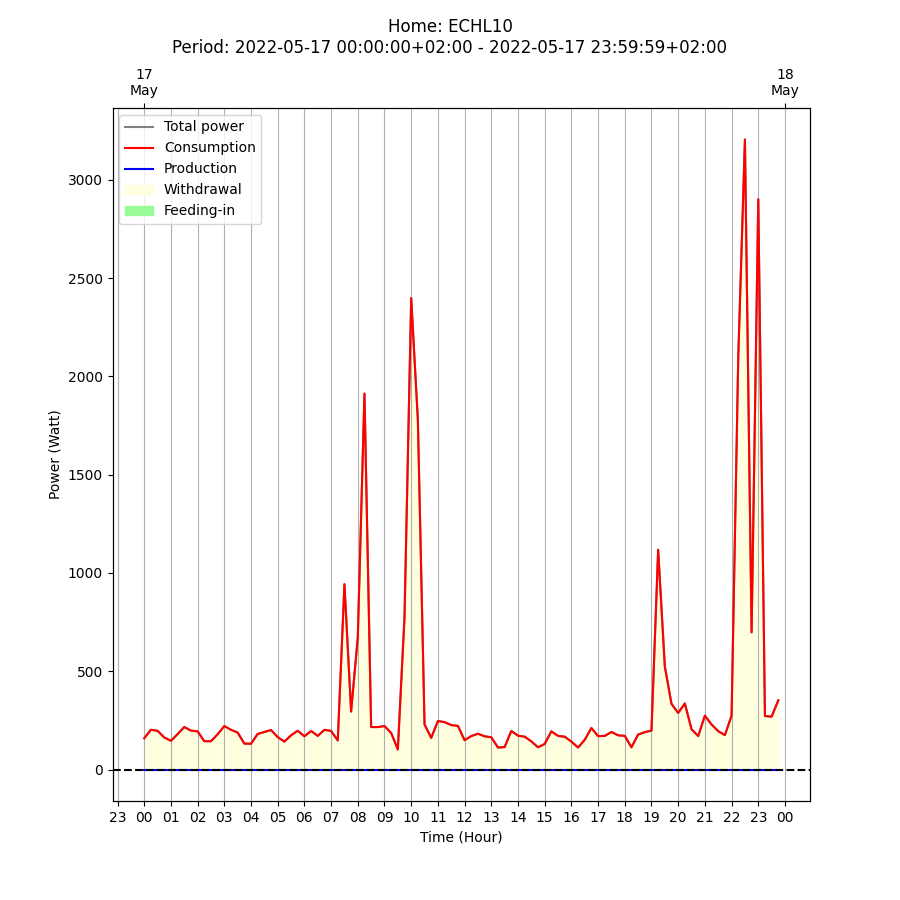 Home: ECHL10
Period: 2022-05-17 00:00:00+02:00 - 2022-05-17 23:59:59+02:00
17 18
May May
Total power
Consumption
Production
Withdrawal
Feeding-in
3000
2500
2000
1500
1000
500
0
Power (Watt)
23 00 01 02 03 04 05 06 07 08 09 10 11 12 13 14 15 16 17 18 19 20 21 22 23 00
Time (Hour)